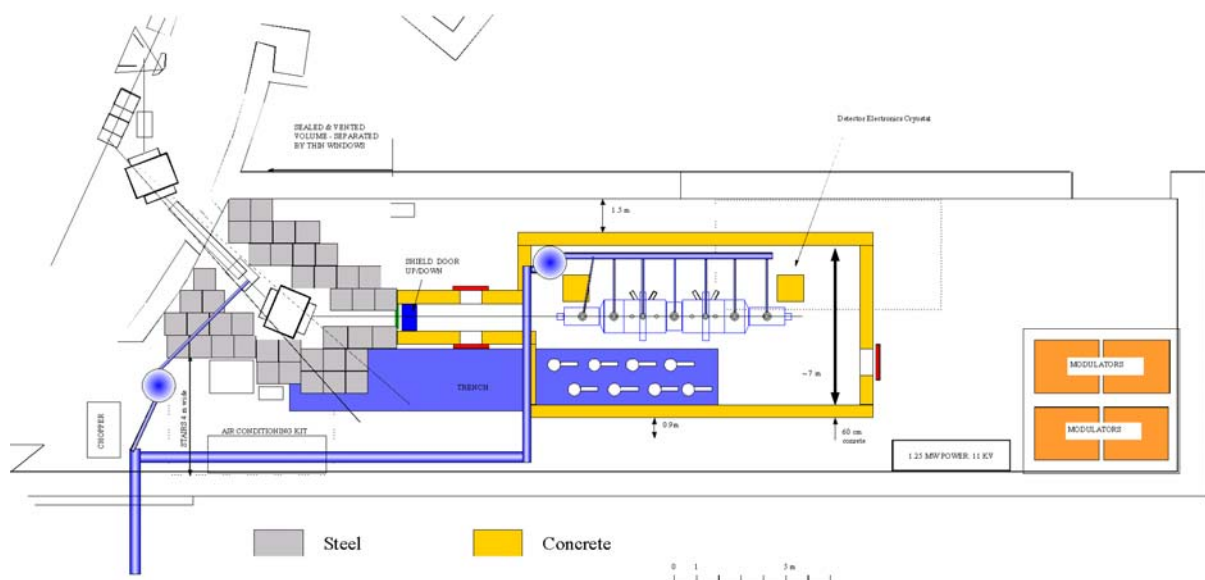 SEALED & VENTED
VOLUME - SEPARATED
BY THIN WINDOWS
Detector Electronics Cryostat
1.5 m
SHIELD DOOR
UP/DOWN
~7 m
MODULATORS
TRENCH
STAIRS 4 m wide
CHOPPER
AIR CONDITIONING KIT
0.9m
60 cm
concrete
MODULATORS
1.25 MW POWER: 11 KV
Steel
Concrete
0 1 5 m